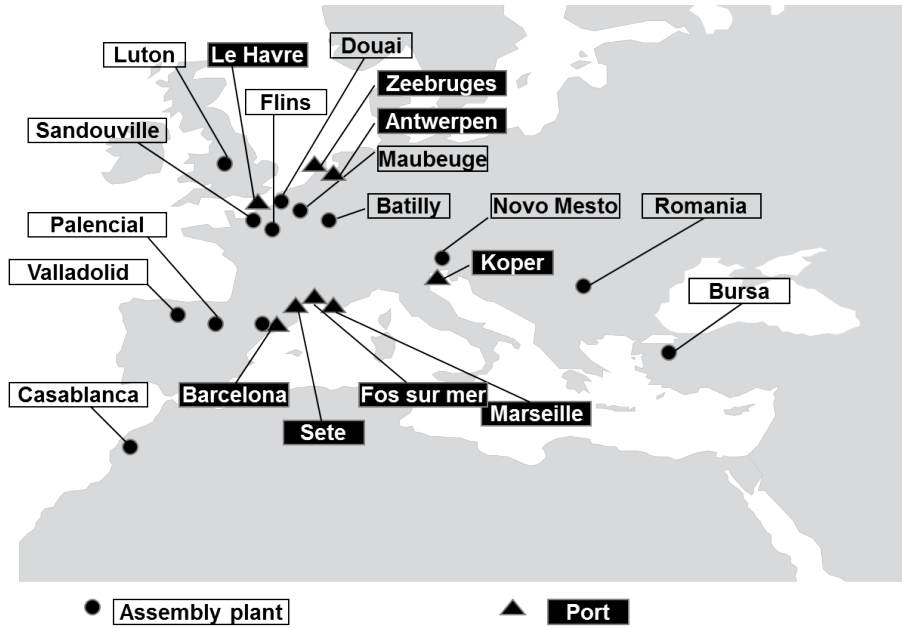 Douai
Luton
Le Havre
Zeebruges
Flins
Antwerpen
Sandouville
Maubeuge
Batilly
Novo Mesto
Romania
Palencial
Koper
Valladolid
Bursa
Casablanca
Barcelona
Fos sur mer
Marseille
Sete
Assembly plant
Port